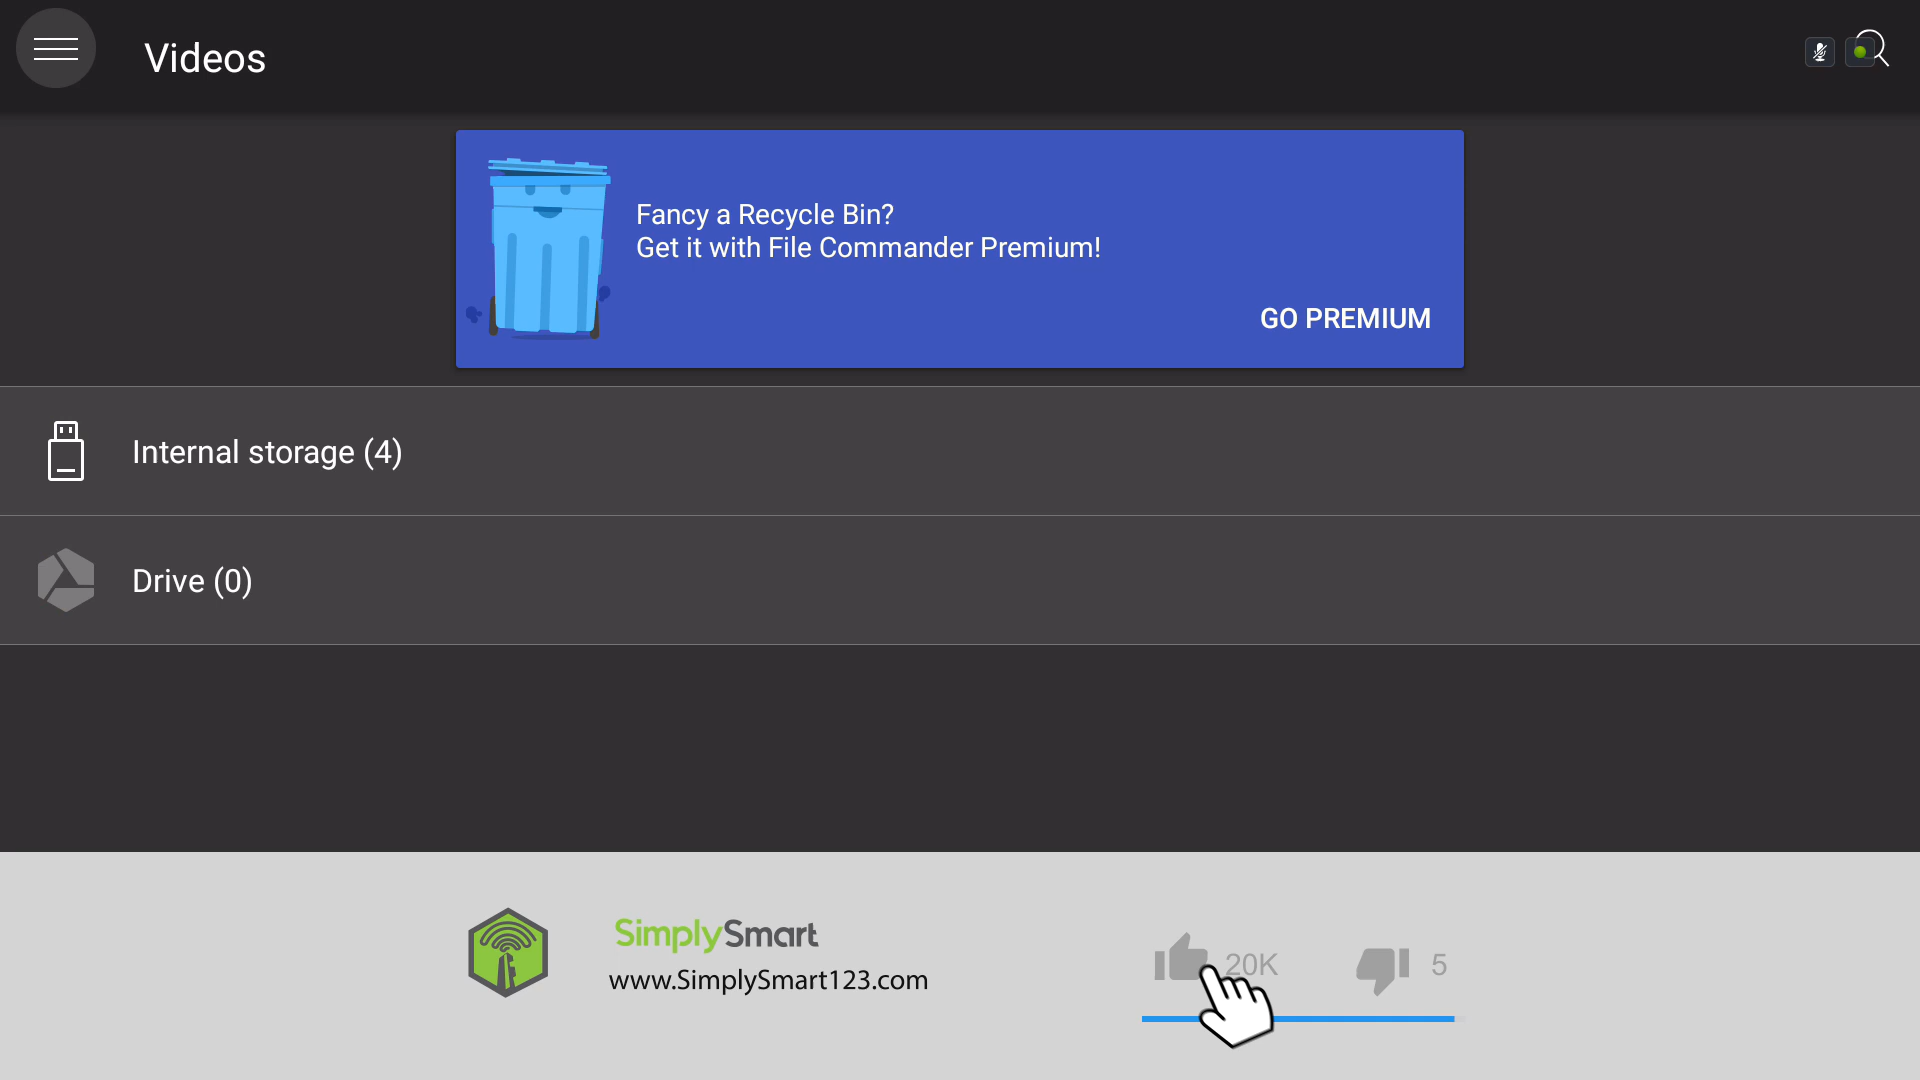 Videos
Fancy a Recycle Bin?
Get it with File Commander Premium!
GO PREMIUM
Internal storage (4)
Drive (0)
SimplySmart
www.SimplySmart123.com
20K
5